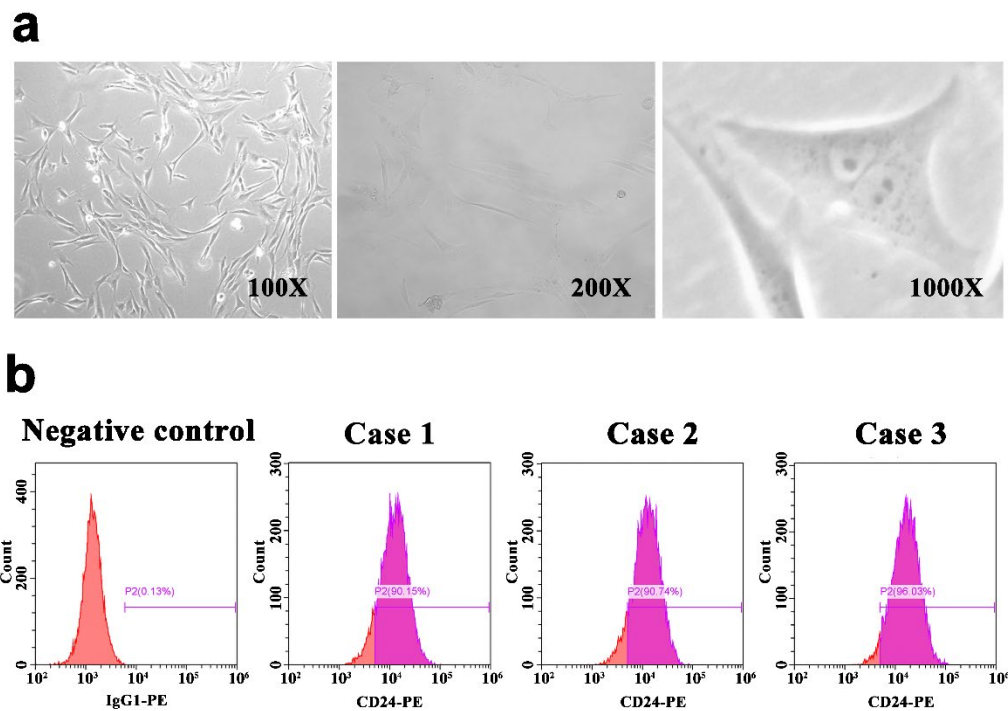 a
100X
200X
1000X
b
Negative control
Case 1
Case 2
Case 3
Count
400
200
0
P2(0.13%)
10² 10³ 10⁴ 10⁵ 10⁶
IgG1-PE
Count
300
200
100
0
P2(90.15%)
10² 10³ 10⁴ 10⁵ 10⁶
CD24-PE
Count
300
200
100
0
P2(90.74%)
10² 10³ 10⁴ 10⁵ 10⁶
CD24-PE
Count
300
200
100
0
P2(96.03%)
10² 10³ 10⁴ 10⁵ 10⁶
CD24-PE